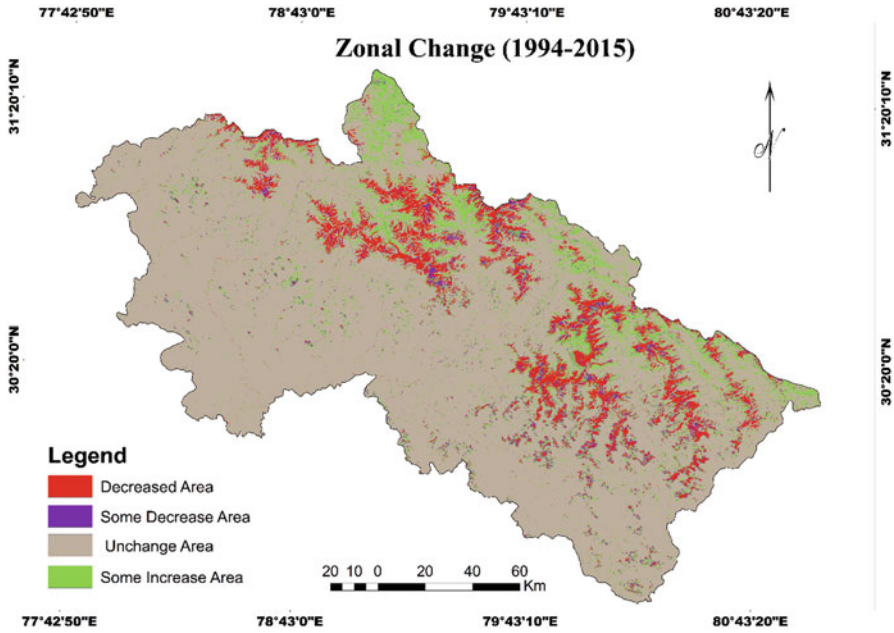 77°42'50"E 78°43'0"E 79°43'10"E 80°43'20"E
Zonal Change (1994-2015)
31°20'10"N
31°20'10"N
N
30°20'0"N
30°20'0"N
Legend
Decreased Area
Some Decrease Area
Unchange Area
Some Increase Area
20 10 0 20 40 60
Km
77°42'50"E 78°43'0"E 79°43'10"E 80°43'20"E